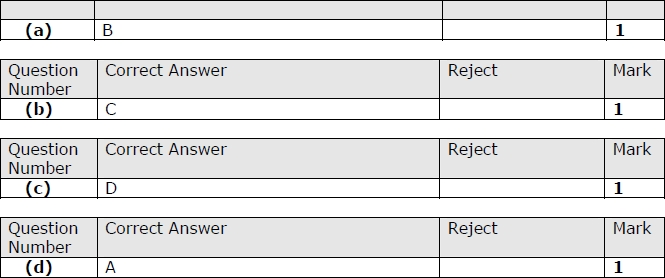 (a) B 1
Question Number Correct Answer Reject Mark
(b) C 1
Question Number Correct Answer Reject Mark
(c) D 1
Question Number Correct Answer Reject Mark
(d) A 1